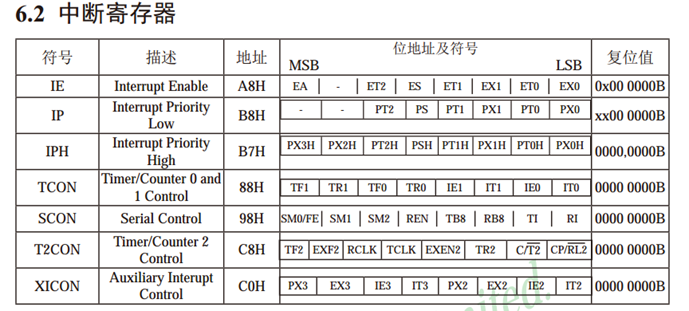 6.2 中断寄存器
符号 描述 地址 位地址及符号 复位值
MSB LSB
IE Interrupt Enable A8H EA - ET2 ES ET1 EX1 ET0 EX0 0x00 0000B
IP Interrupt Priority Low B8H - - PT2 PS PT1 PX1 PT0 PX0 xx00 0000B
IPH Interrupt Priority High B7H PX3H PX2H PT2H PSH PT1H PX1H PT0H PX0H 0000,0000B
TCON Timer/Counter 0 and 1 Control 88H TF1 TR1 TF0 TR0 IE1 IT1 IE0 IT0 0000 0000B
SCON Serial Control 98H SM0/FE SM1 SM2 REN TB8 RB8 TI RI 0000 0000B
T2CON Timer/Counter 2 Control C8H TF2 EXF2 RCLK TCLK EXEN2 TR2 C/T2 CP/RL2 0000 0000B
XICON Auxiliary Interupt Control C0H PX3 EX3 IE3 IT3 PX2 EX2 IE2 IT2 0000 0000B